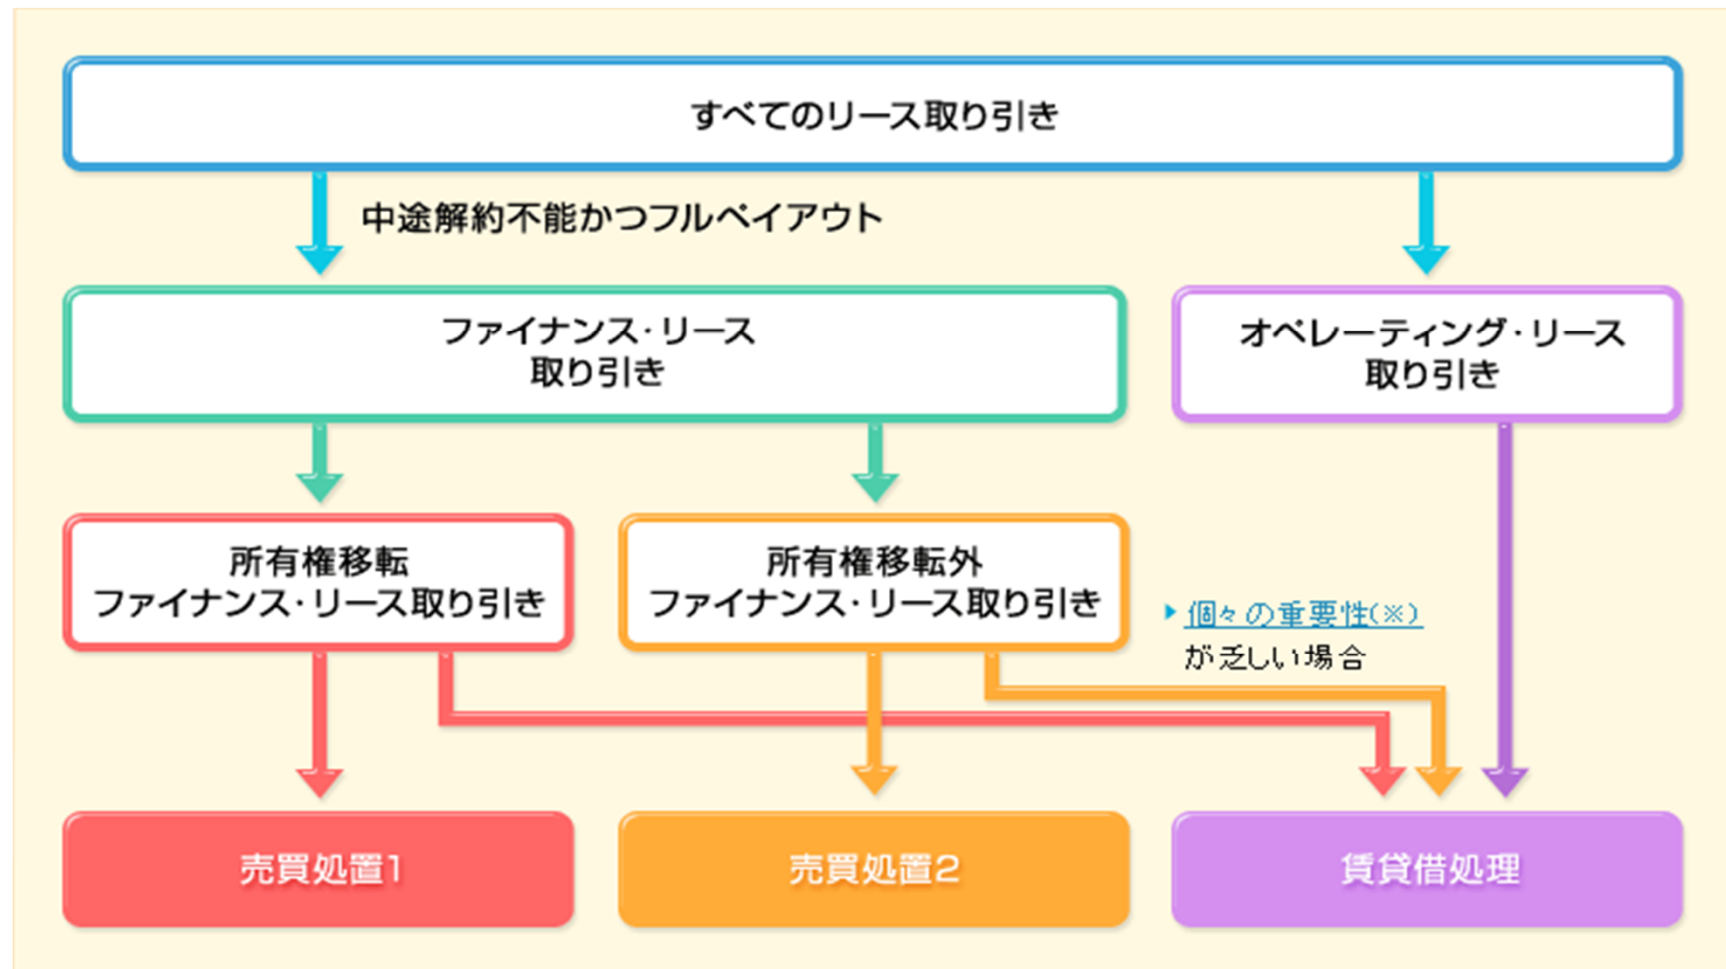 すべてのリース取り引き
中途解約不能かつフルペイアウト
ファイナンス・リース
取り引き
オペレーティング・リース
取り引き
所有権移転
ファイナンス・リース取り引き
所有権移転外
ファイナンス・リース取り引き
個々の重要性(※)
が乏しい場合
売買処置1
売買処置2
賃貸借処理